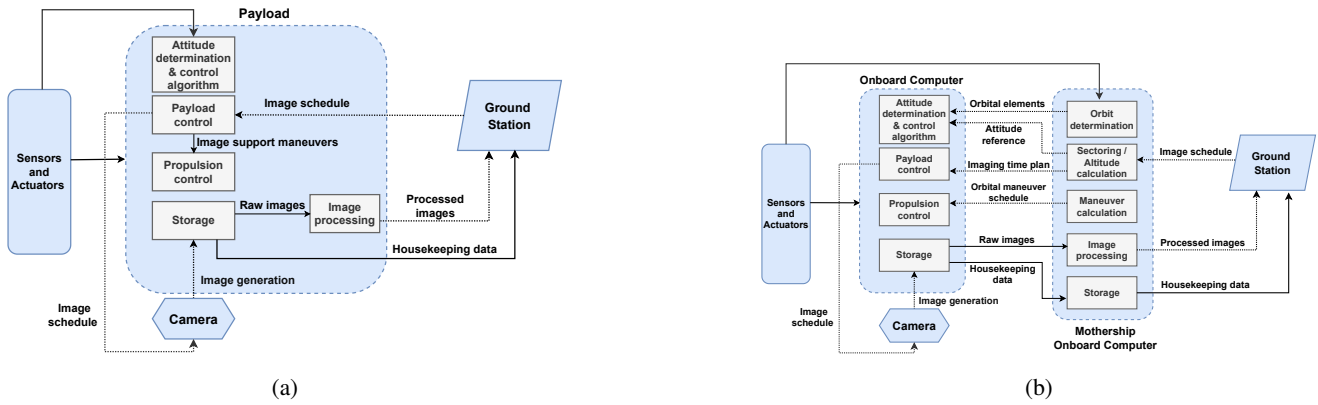 Payload
Attitude
determination
& control
algorithm
Payload
control
Image schedule
Image support maneuvers
Propulsion
control
Ground
Station
Sensors
and
Actuators
Storage
Raw images
Image
processing
Processed
images
Housekeeping data
Image generation
Image
schedule
Camera
(a)
Onboard Computer
Attitude
determination
& control
algorithm
Orbital elements
Orbit
determination
Attitude
reference
Payload
control
Imaging time plan
Sectoring /
Altitude
calculation
Image schedule
Ground
Station
Sensors
and
Actuators
Propulsion
control
Orbital maneuver
schedule
Maneuver
calculation
Storage
Raw images
Image
processing
Processed images
Housekeeping
data
Storage
Housekeeping data
Image generation
Image
schedule
Camera
Mothership
Onboard Computer
(b)